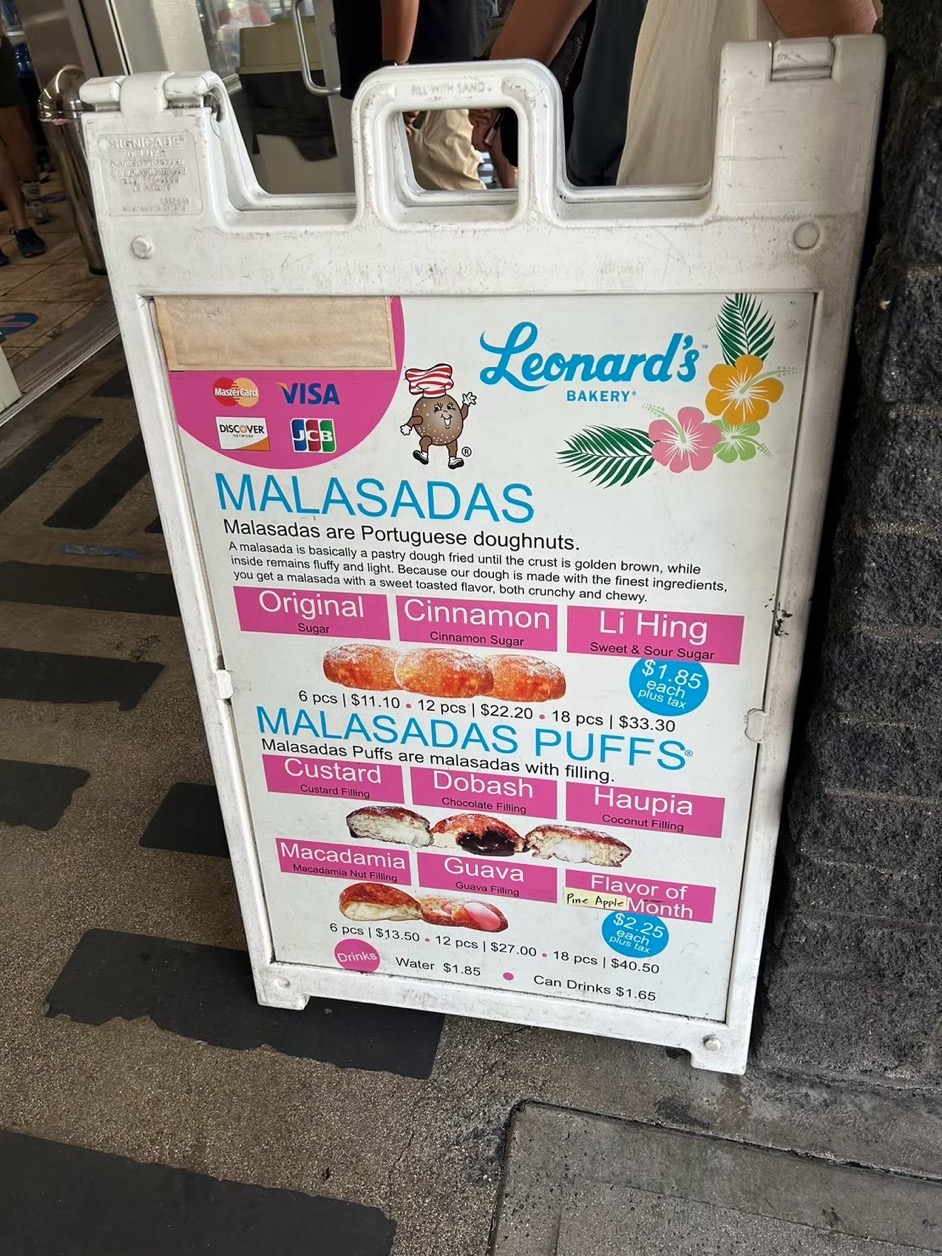 FILL WITH SAND
SIGNICADE
MasterCard
VISA
DISCOVER
NETWORK
JCB
Leonard's™
BAKERY®
®
MALASADAS
Malasadas are Portuguese doughnuts.
A malasada is basically a pastry dough fried until the crust is golden brown, while
inside remains fluffy and light. Because our dough is made with the finest ingredients,
you get a malasada with a sweet toasted flavor, both crunchy and chewy.
Original
Sugar
Cinnamon
Cinnamon Sugar
Li Hing
Sweet & Sour Sugar
$1.85
each
plus tax
6 pcs | $11.10 • 12 pcs | $22.20 • 18 pcs | $33.30
MALASADAS PUFFS®
Malasadas Puffs are malasadas with filling.
Custard
Custard Filling
Dobash
Chocolate Filling
Haupia
Coconut Filling
Macadamia
Macadamia Nut Filling
Guava
Guava Filling
Flavor of
Pine Apple Month
$2.25
each
plus tax
6 pcs | $13.50 • 12 pcs | $27.00 • 18 pcs | $40.50
Drinks
Water $1.85 • Can Drinks $1.65